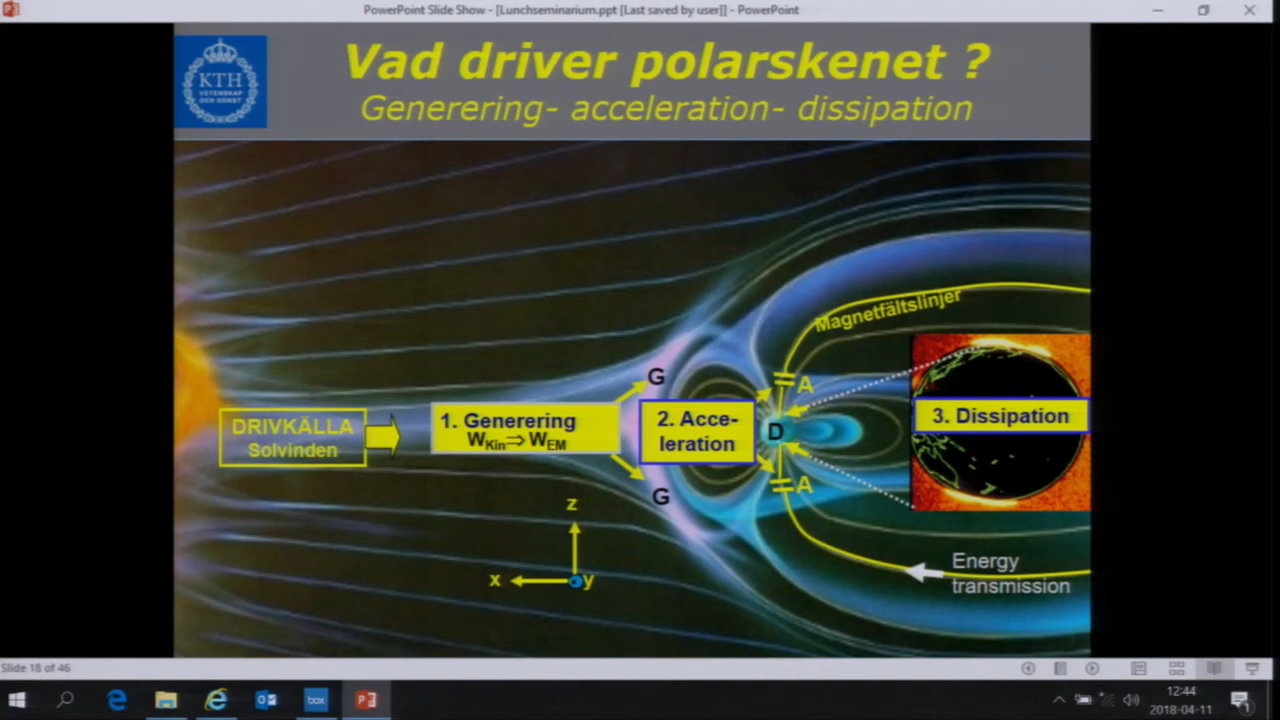 PowerPoint Slide Show - [Lunchseminarium.ppt [Last saved by user]] - PowerPoint
KTH
VETENSKAP
OCH KONST
Vad driver polarskenet ?
Generering- acceleration- dissipation
Magnetfältslinjer
G
A
DRIVKÄLLA
Solvinden
1. Generering
WKin⇒ WEM
2. Acce-
leration
D
3. Dissipation
G
A
z
x
y
Energy
transmission
Slide 18 of 46
12:44
2018-04-11
box
1